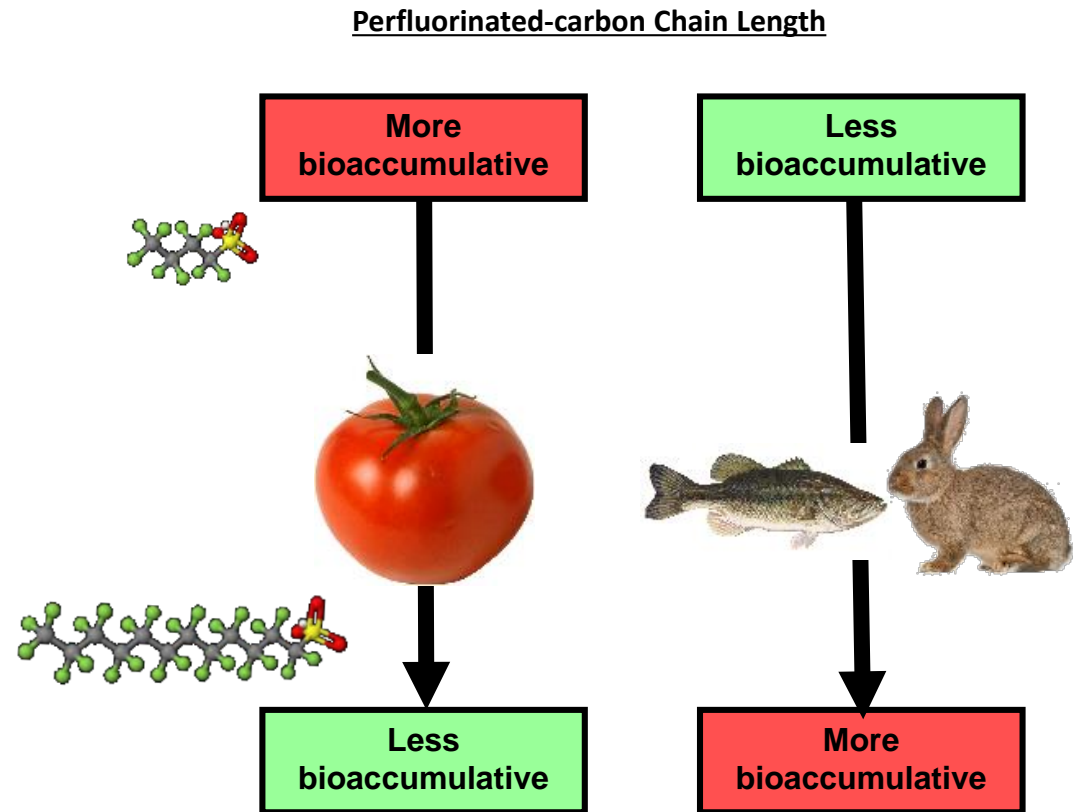 Perfluorinated-carbon Chain Length
More
bioaccumulative
Less
bioaccumulative
Less
bioaccumulative
More
bioaccumulative